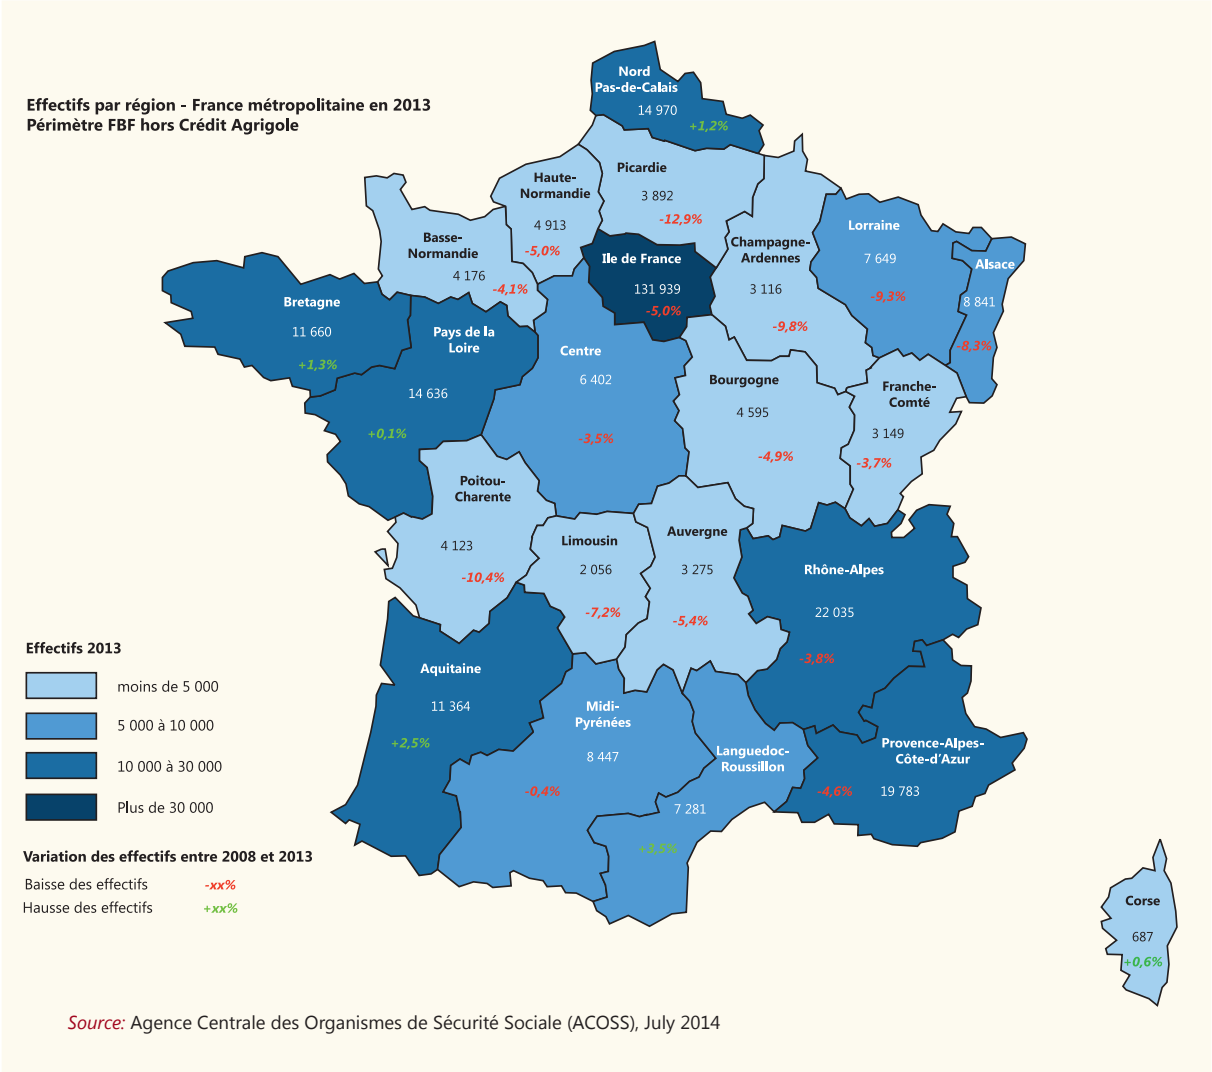 Effectifs par région - France métropolitaine en 2013
Périmètre FBF hors Crédit Agrigole
Nord
Pas-de-Calais
14 970
+1,2%
Picardie
3 892
-12,9%
Haute-
Normandie
4 913
-5,0%
Basse-
Normandie
4 176
-4,1%
Ile de France
131 939
-5,0%
Champagne-
Ardennes
3 116
-9,8%
Lorraine
7 649
-9,3%
Alsace
8 841
-8,3%
Bretagne
11 660
+1,3%
Pays de la
Loire
14 636
+0,1%
Centre
6 402
-3,5%
Bourgogne
4 595
-4,9%
Franche-
Comté
3 149
-3,7%
Poitou-
Charente
4 123
-10,4%
Limousin
2 056
-7,2%
Auvergne
3 275
-5,4%
Rhône-Alpes
22 035
-3,8%
Aquitaine
11 364
+2,5%
Midi-
Pyrénées
8 447
-0,4%
Languedoc-
Roussillon
7 281
+3,5%
Provence-Alpes-
Côte-d'Azur
-4,6%
19 783
Corse
687
+0,6%
Effectifs 2013
moins de 5 000
5 000 à 10 000
10 000 à 30 000
Plus de 30 000
Variation des effectifs entre 2008 et 2013
Baisse des effectifs -xx%
Hausse des effectifs +xx%
Source: Agence Centrale des Organismes de Sécurité Sociale (ACOSS), July 2014